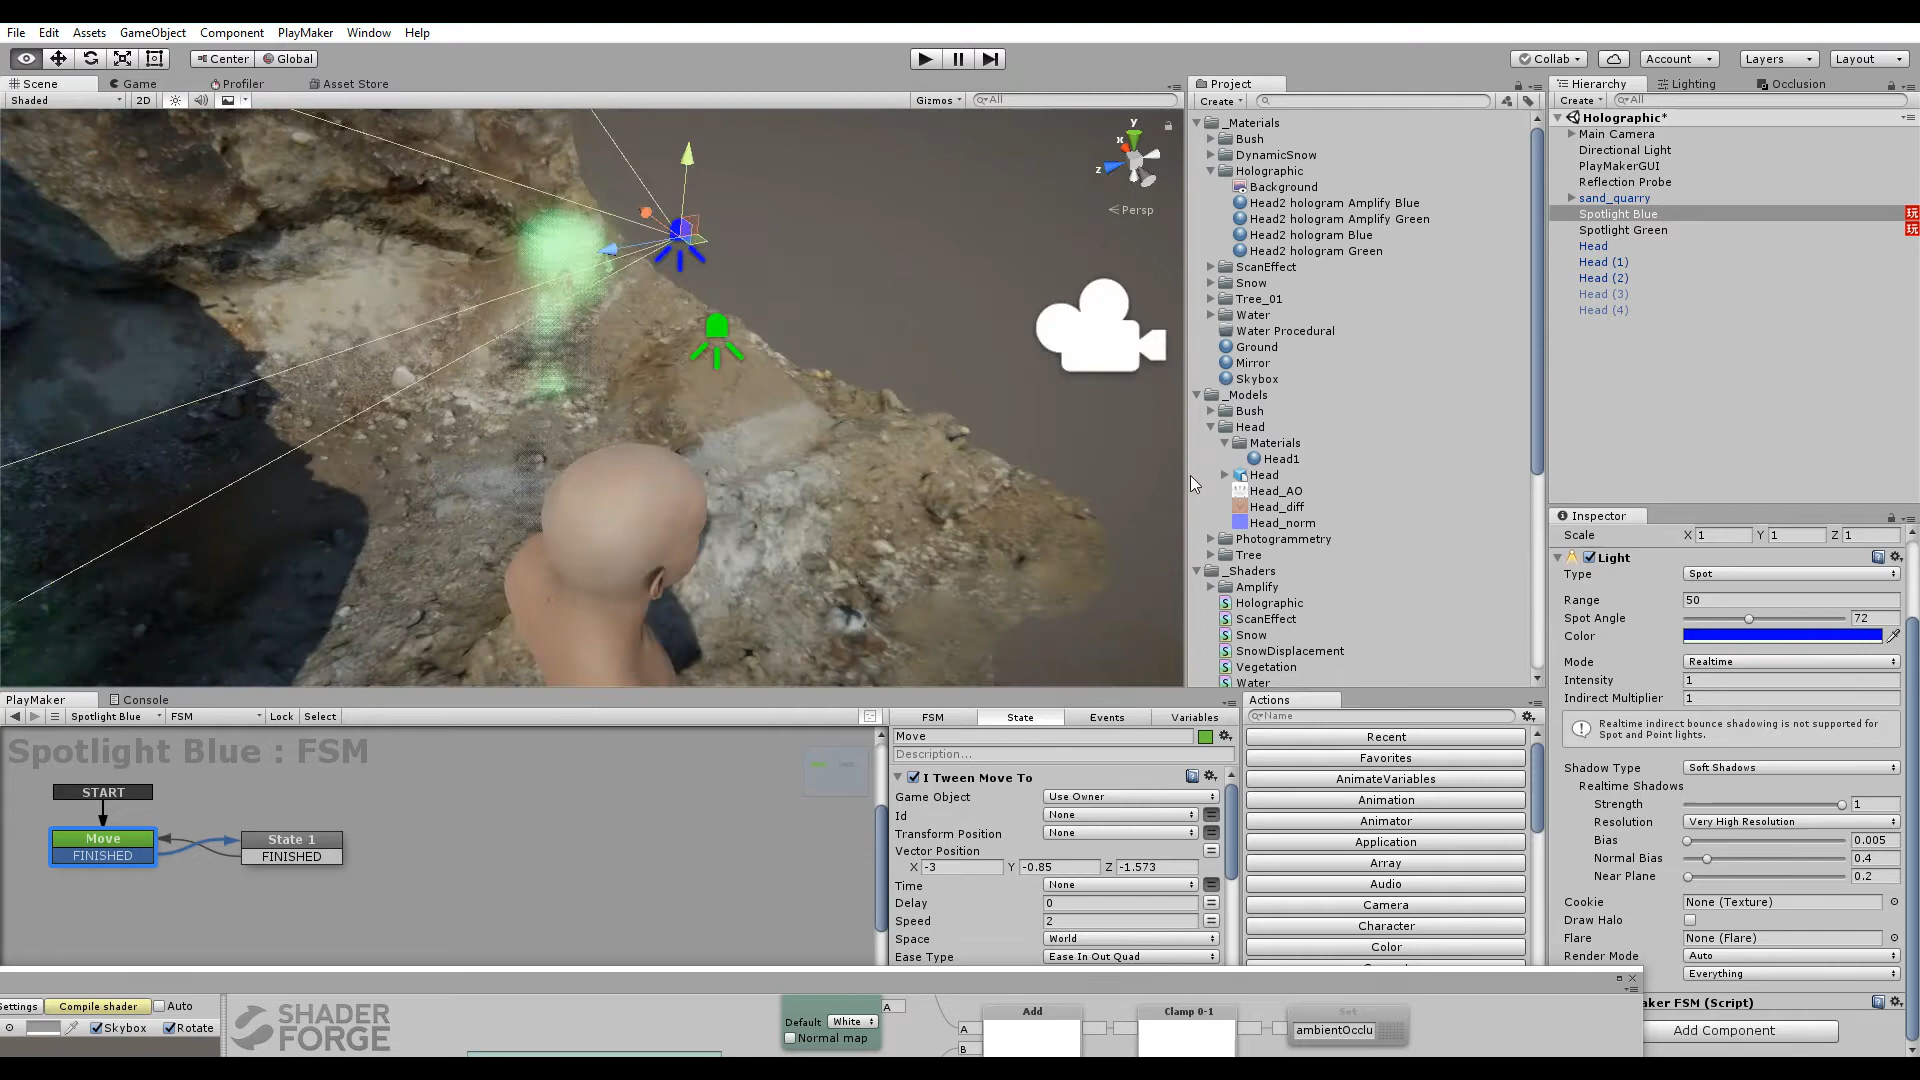 File Edit Assets GameObject Component PlayMaker Window Help
Center Global
Collab Account Layers Layout
Scene Game Profiler Asset Store
Shaded 2D Gizmos All
y
x
z
Persp
Project
Create
_Materials
Bush
DynamicSnow
Holographic
Background
Head2 hologram Amplify Blue
Head2 hologram Amplify Green
Head2 hologram Blue
Head2 hologram Green
ScanEffect
Snow
Tree_01
Water
Water Procedural
Ground
Mirror
Skybox
_Models
Bush
Head
Materials
Head1
Head
Head_AO
Head_diff
Head_norm
Photogrammetry
Tree
_Shaders
Amplify
Holographic
ScanEffect
Snow
SnowDisplacement
Vegetation
Water
Hierarchy Lighting Occlusion
Create All
Holographic*
Main Camera
Directional Light
PlayMakerGUI
Reflection Probe
sand_quarry
Spotlight Blue 玩
Spotlight Green 玩
Head
Head (1)
Head (2)
Head (3)
Head (4)
Inspector
Scale X 1 Y 1 Z 1
Light
Type Spot
Range 50
Spot Angle 72
Color
Mode Realtime
Intensity 1
Indirect Multiplier 1
Realtime indirect bounce shadowing is not supported for
Spot and Point lights.
Shadow Type Soft Shadows
Realtime Shadows
Strength 1
Resolution Very High Resolution
Bias 0.005
Normal Bias 0.4
Near Plane 0.2
Cookie None (Texture)
Draw Halo
Flare None (Flare)
Render Mode Auto
Everything
aker FSM (Script)
Add Component
PlayMaker Console
Spotlight Blue FSM Lock Select
Spotlight Blue : FSM
START
Move
FINISHED
State 1
FINISHED
FSM State Events Variables
Move
Description...
I Tween Move To
Game Object Use Owner
Id None
Transform Position None
Vector Position
X -3 Y -0.85 Z -1.573
Time None
Delay 0
Speed 2
Space World
Ease Type Ease In Out Quad
Actions
Name
Recent
Favorites
AnimateVariables
Animation
Animator
Application
Array
Audio
Camera
Character
Color
ettings Compile shader Auto
Skybox Rotate
SHADER
FORGE
Default White
Normal map
A
A
B
Add
Clamp 0-1
Set
ambientOcclu